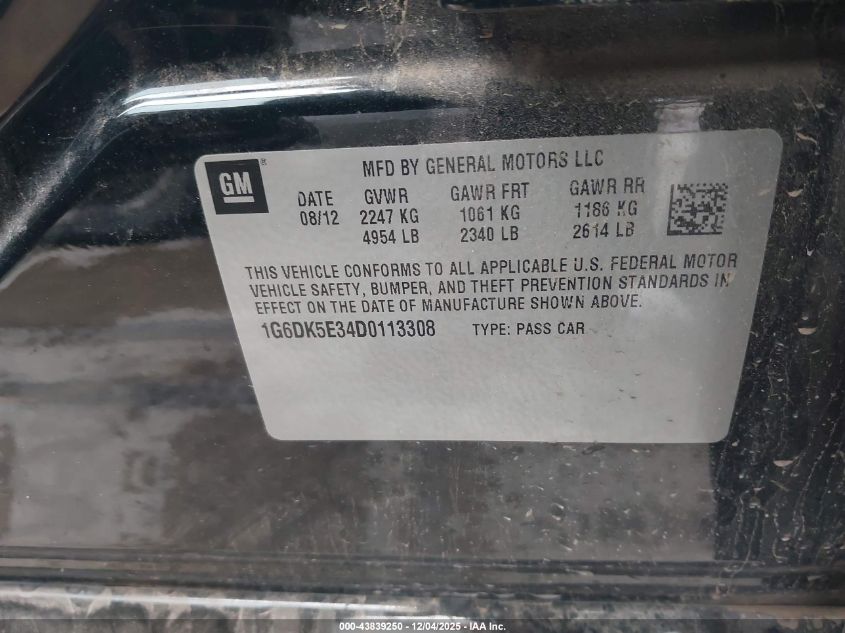 MFD BY GENERAL MOTORS LLC
GM ®
DATE GVWR GAWR FRT GAWR RR
08/12 2247 KG 1061 KG 1186 KG
4954 LB 2340 LB 2614 LB
THIS VEHICLE CONFORMS TO ALL APPLICABLE U.S. FEDERAL MOTOR
VEHICLE SAFETY, BUMPER, AND THEFT PREVENTION STANDARDS IN
EFFECT ON THE DATE OF MANUFACTURE SHOWN ABOVE.
1G6DK5E34D0113308 TYPE: PASS CAR
000-43839250 - 12/04/2025 - IAA Inc.